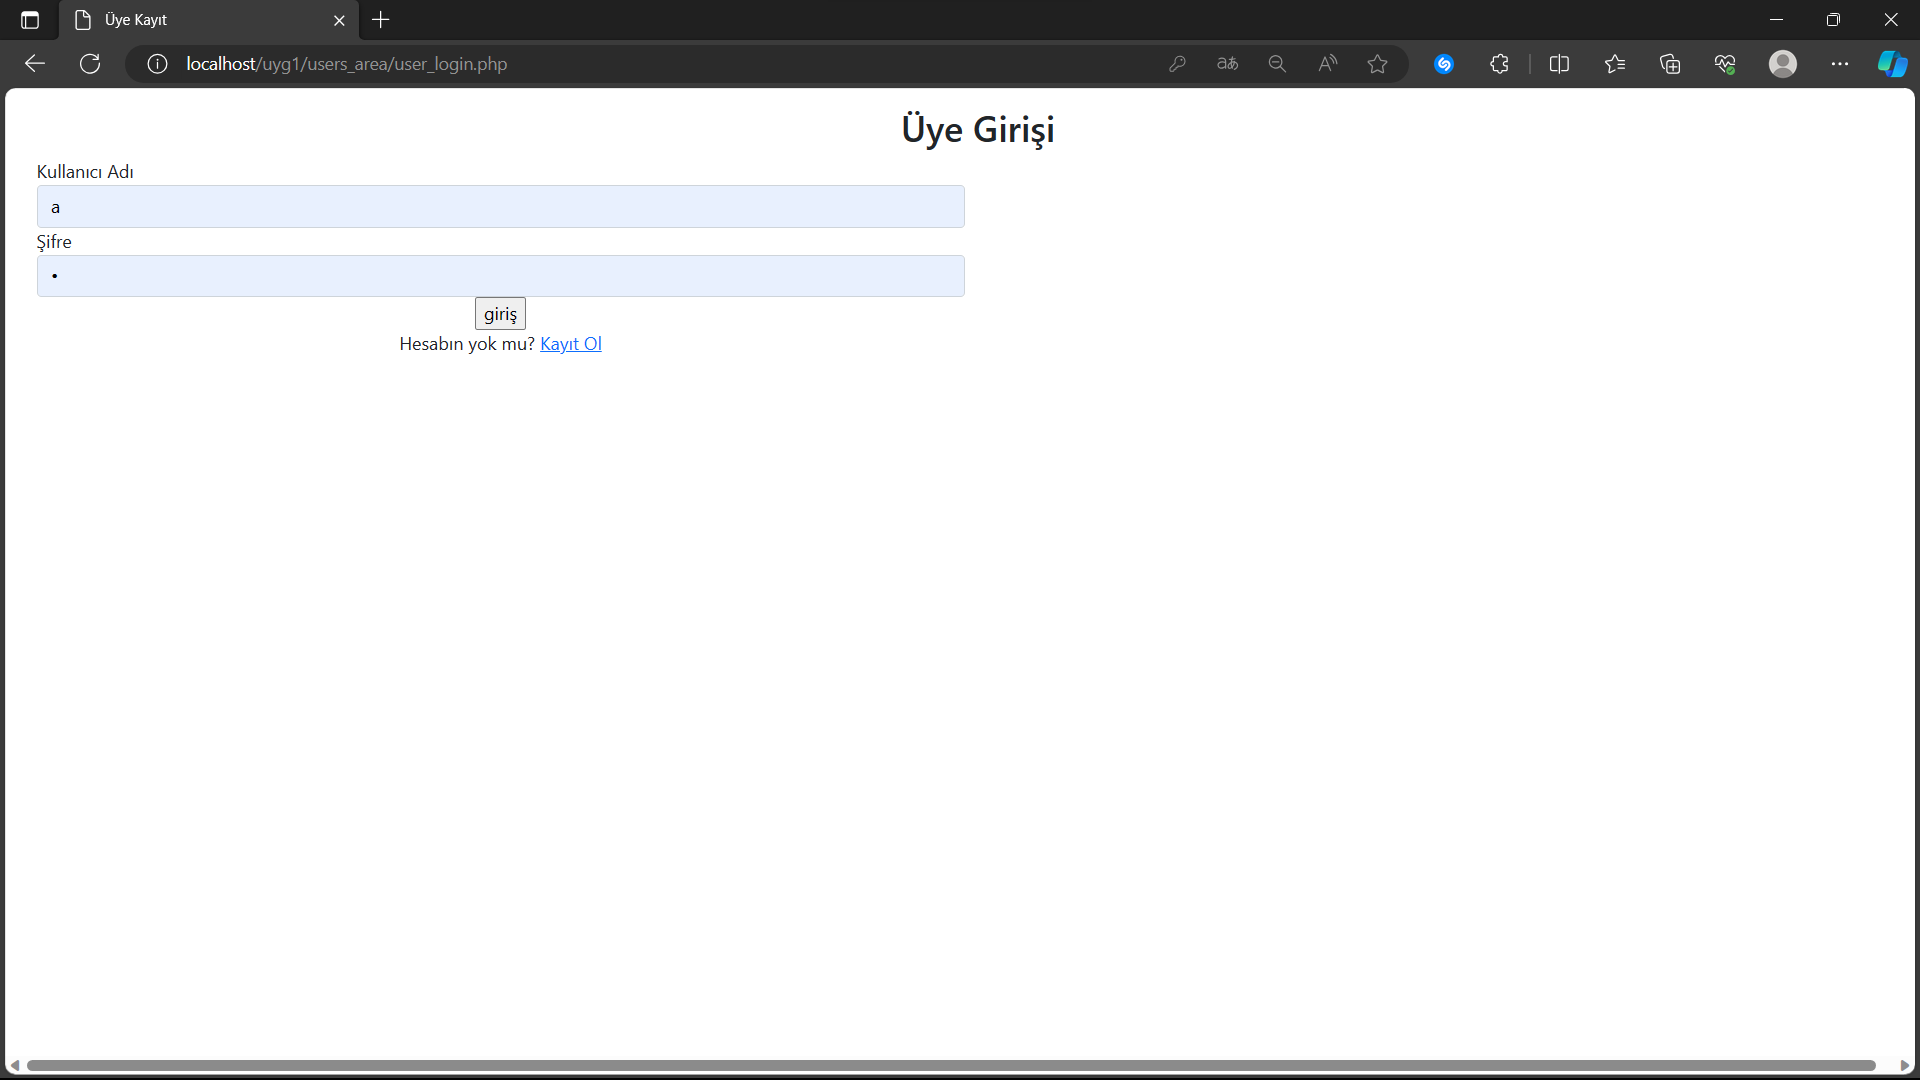 Üye Kayıt
localhost/uyg1/users_area/user_login.php
Üye Girişi
Kullanıcı Adı
a
Şifre
•
giriş
Hesabın yok mu? Kayıt Ol